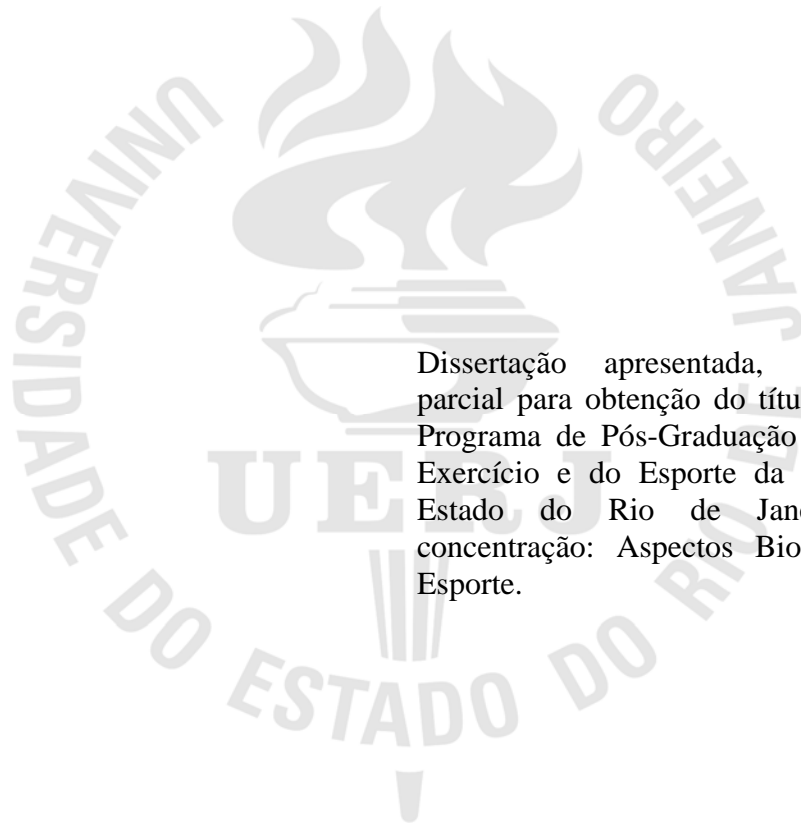 UNIVERSIDADE DO ESTADO DO RIO DE JANEIRO
UERJ
Dissertação apresentada,
parcial para obtenção do títu
Programa de Pós-Graduação
Exercício e do Esporte da
Estado do Rio de Jan
concentração: Aspectos Bio
Esporte.